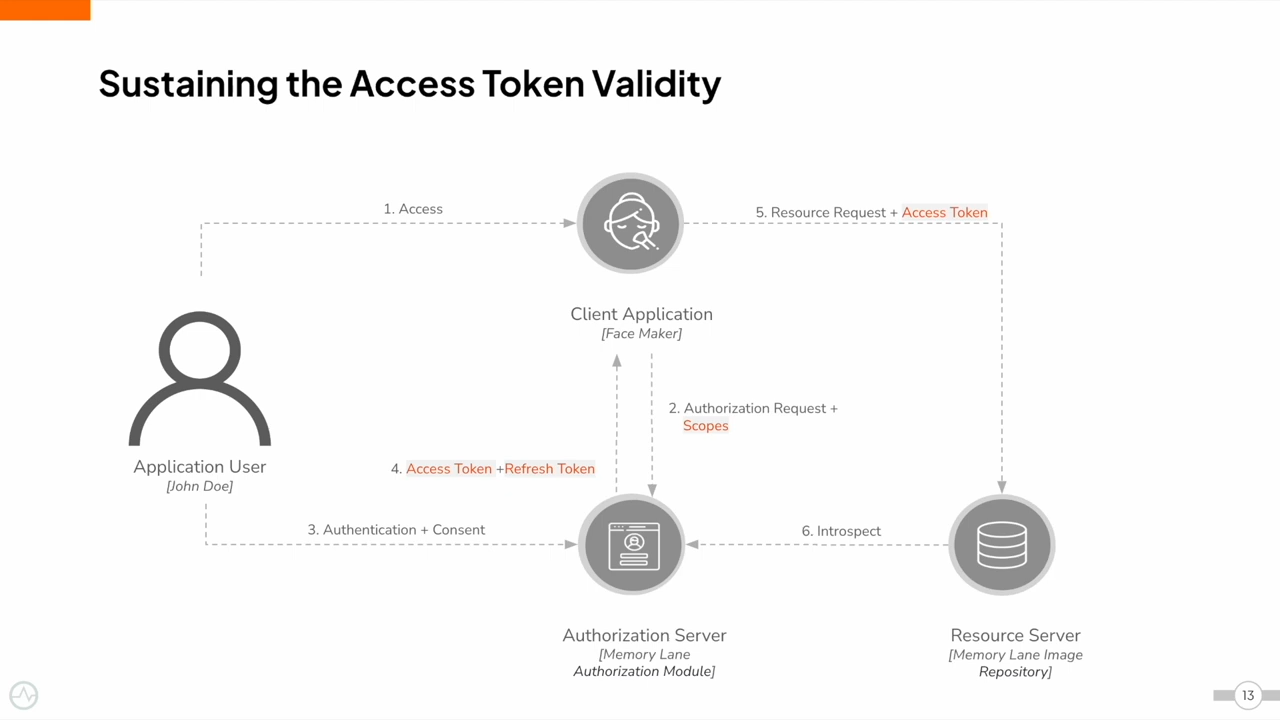 Sustaining the Access Token Validity
1. Access
5. Resource Request + Access Token
Client Application
[Face Maker]
2. Authorization Request +
Scopes
Application User
[John Doe]
4. Access Token +Refresh Token
3. Authentication + Consent
6. Introspect
Authorization Server
[Memory Lane
Authorization Module]
Resource Server
[Memory Lane Image
Repository]
13